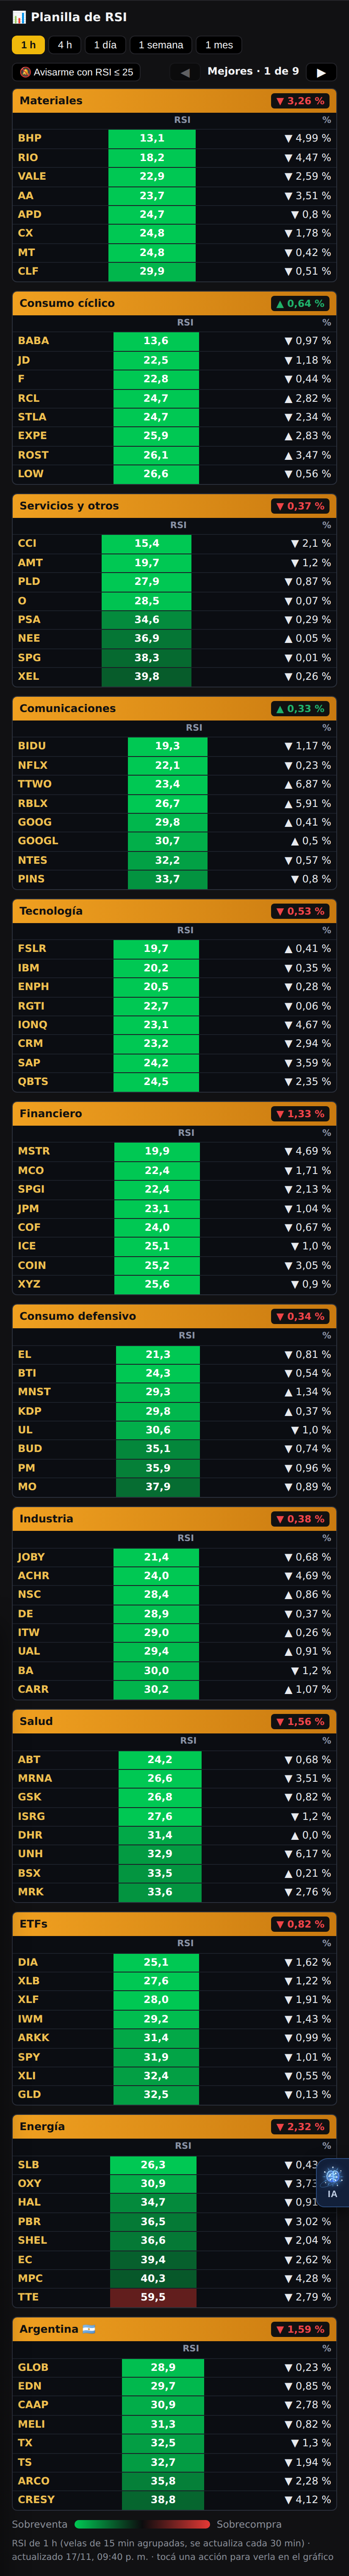 📊 Planilla de RSI
1 h 4 h 1 día 1 semana 1 mes
🔕 Avisarme con RSI ≤ 25 ◀ Mejores · 1 de 9 ▶
Materiales ▼ 3,26 %
RSI %
BHP 13,1 ▼ 4,99 %
RIO 18,2 ▼ 4,47 %
VALE 22,9 ▼ 2,59 %
AA 23,7 ▼ 3,51 %
APD 24,7 ▼ 0,8 %
CX 24,8 ▼ 1,78 %
MT 24,8 ▼ 0,42 %
CLF 29,9 ▼ 0,51 %
Consumo cíclico ▲ 0,64 %
RSI %
BABA 13,6 ▼ 0,97 %
JD 22,5 ▼ 1,18 %
F 22,8 ▼ 0,44 %
RCL 24,7 ▲ 2,82 %
STLA 24,7 ▼ 2,34 %
EXPE 25,9 ▲ 2,83 %
ROST 26,1 ▲ 3,47 %
LOW 26,6 ▼ 0,56 %
Servicios y otros ▼ 0,37 %
RSI %
CCI 15,4 ▼ 2,1 %
AMT 19,7 ▼ 1,2 %
PLD 27,9 ▼ 0,87 %
O 28,5 ▼ 0,07 %
PSA 34,6 ▼ 0,29 %
NEE 36,9 ▲ 0,05 %
SPG 38,3 ▼ 0,01 %
XEL 39,8 ▼ 0,26 %
Comunicaciones ▲ 0,33 %
RSI %
BIDU 19,3 ▼ 1,17 %
NFLX 22,1 ▼ 0,23 %
TTWO 23,4 ▲ 6,87 %
RBLX 26,7 ▲ 5,91 %
GOOG 29,8 ▲ 0,41 %
GOOGL 30,7 ▲ 0,5 %
NTES 32,2 ▼ 0,57 %
PINS 33,7 ▼ 0,8 %
Tecnología ▼ 0,53 %
RSI %
FSLR 19,7 ▲ 0,41 %
IBM 20,2 ▼ 0,35 %
ENPH 20,5 ▼ 0,28 %
RGTI 22,7 ▼ 0,06 %
IONQ 23,1 ▼ 4,67 %
CRM 23,2 ▼ 2,94 %
SAP 24,2 ▼ 3,59 %
QBTS 24,5 ▼ 2,35 %
Financiero ▼ 1,33 %
RSI %
MSTR 19,9 ▼ 4,69 %
MCO 22,4 ▼ 1,71 %
SPGI 22,4 ▼ 2,13 %
JPM 23,1 ▼ 1,04 %
COF 24,0 ▼ 0,67 %
ICE 25,1 ▼ 1,0 %
COIN 25,2 ▼ 3,05 %
XYZ 25,6 ▼ 0,9 %
Consumo defensivo ▼ 0,34 %
RSI %
EL 21,3 ▼ 0,81 %
BTI 24,3 ▼ 0,54 %
MNST 29,3 ▲ 1,34 %
KDP 29,8 ▲ 0,37 %
UL 30,6 ▼ 1,0 %
BUD 35,1 ▼ 0,74 %
PM 35,9 ▼ 0,96 %
MO 37,9 ▼ 0,89 %
Industria ▼ 0,38 %
RSI %
JOBY 21,4 ▼ 0,68 %
ACHR 24,0 ▼ 4,69 %
NSC 28,4 ▲ 0,86 %
DE 28,9 ▼ 0,37 %
ITW 29,0 ▲ 0,26 %
UAL 29,4 ▲ 0,91 %
BA 30,0 ▼ 1,2 %
CARR 30,2 ▲ 1,07 %
Salud ▼ 1,56 %
RSI %
ABT 24,2 ▼ 0,68 %
MRNA 26,6 ▼ 3,51 %
GSK 26,8 ▼ 0,82 %
ISRG 27,6 ▼ 1,2 %
DHR 31,4 ▲ 0,0 %
UNH 32,9 ▼ 6,17 %
BSX 33,5 ▲ 0,21 %
MRK 33,6 ▼ 2,76 %
ETFs ▼ 0,82 %
RSI %
DIA 25,1 ▼ 1,62 %
XLB 27,6 ▼ 1,22 %
XLF 28,0 ▼ 1,91 %
IWM 29,2 ▼ 1,43 %
ARKK 31,4 ▼ 0,99 %
SPY 31,9 ▼ 1,01 %
XLI 32,4 ▼ 0,55 %
GLD 32,5 ▼ 0,13 %
Energía ▼ 2,32 %
RSI %
SLB 26,3 ▼ 0,43
OXY 30,9 ▼ 3,73
HAL 34,7 ▼ 0,91
IA
PBR 36,5 ▼ 3,02 %
SHEL 36,6 ▼ 2,04 %
EC 39,4 ▼ 2,62 %
MPC 40,3 ▼ 4,28 %
TTE 59,5 ▼ 2,79 %
Argentina 🇦🇷 ▼ 1,59 %
RSI %
GLOB 28,9 ▼ 0,23 %
EDN 29,7 ▼ 0,85 %
CAAP 30,9 ▼ 2,78 %
MELI 31,3 ▼ 0,82 %
TX 32,5 ▼ 1,3 %
TS 32,7 ▼ 1,94 %
ARCO 35,8 ▼ 2,28 %
CRESY 38,8 ▼ 4,12 %
Sobreventa Sobrecompra
RSI de 1 h (velas de 15 min agrupadas, se actualiza cada 30 min) ·
actualizado 17/11, 09:40 p. m. · tocá una acción para verla en el gráfico